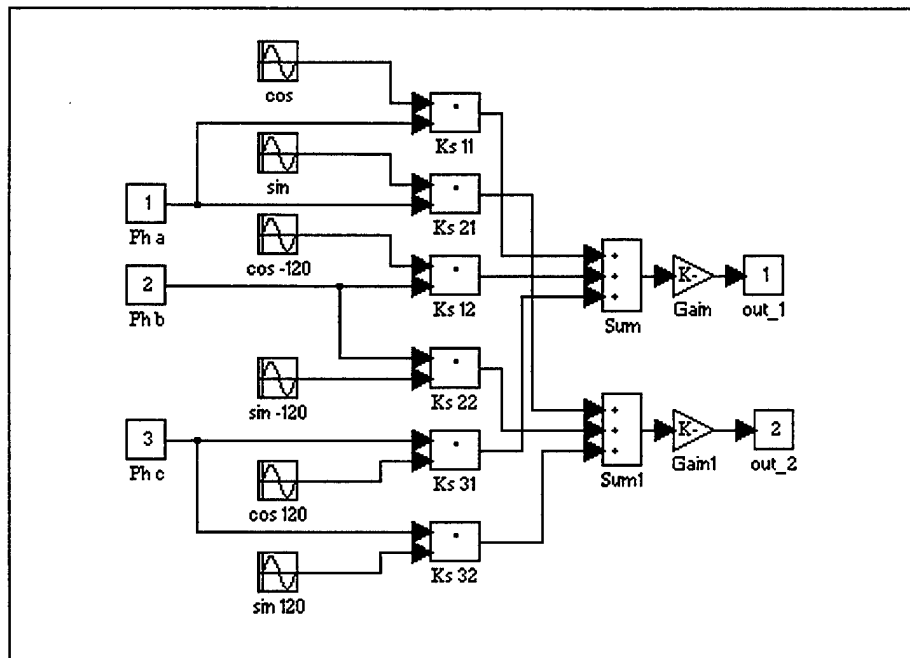 cos
Ks 11
sin
1
Ph a
Ks 21
cos -120
2
Ph b
Ks 12
Sum
K-
Gain
1
out_1
sin -120
Ks 22
3
Ph c
Ks 31
cos 120
Sum1
K-
Gain1
2
out_2
sin 120
Ks 32